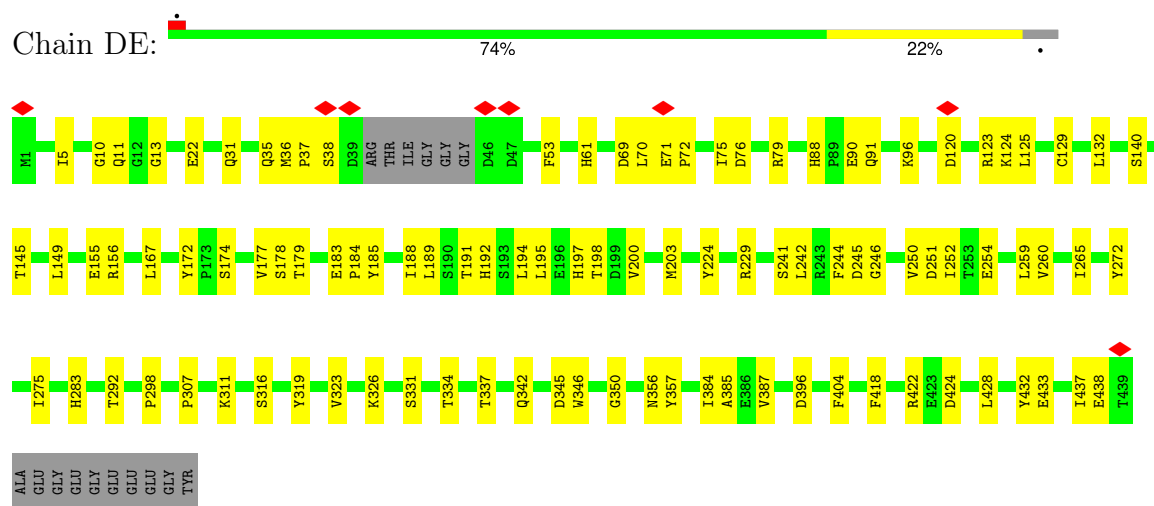 Chain DE:
74% 22%
M1 I5 G10 Q11 G12 G13 E22 Q31 Q35 M36 P37 S38 D39 ARG THR ILE GLY GLY GLY D46 D47 F53 H61 D69 L70 E71 P72 I75 D76 R79 H88 P89 E90 Q91 K96 D120 R123 K124 L125 C129 L132 S140
T145 L149 E155 R156 L167 Y172 P173 S174 V177 S178 T179 E183 P184 Y185 I188 L189 S190 T191 H192 S193 L194 L195 E196 H197 T198 D199 V200 M203 Y224 R229 S241 L242 R243 F244 D245 G246 V250 D251 I252 T253 E254 L259 V260 I265 Y272
I275 H283 T292 P298 P307 K311 S316 Y319 V323 K326 S331 T334 T337 Q342 D345 W346 G350 N356 Y357 I384 A385 E386 V387 D396 F404 F418 R422 E423 D424 L428 Y432 E433 I437 E438 T439
ALA GLU GLY GLU GLY GLU GLU GLU GLY TYR